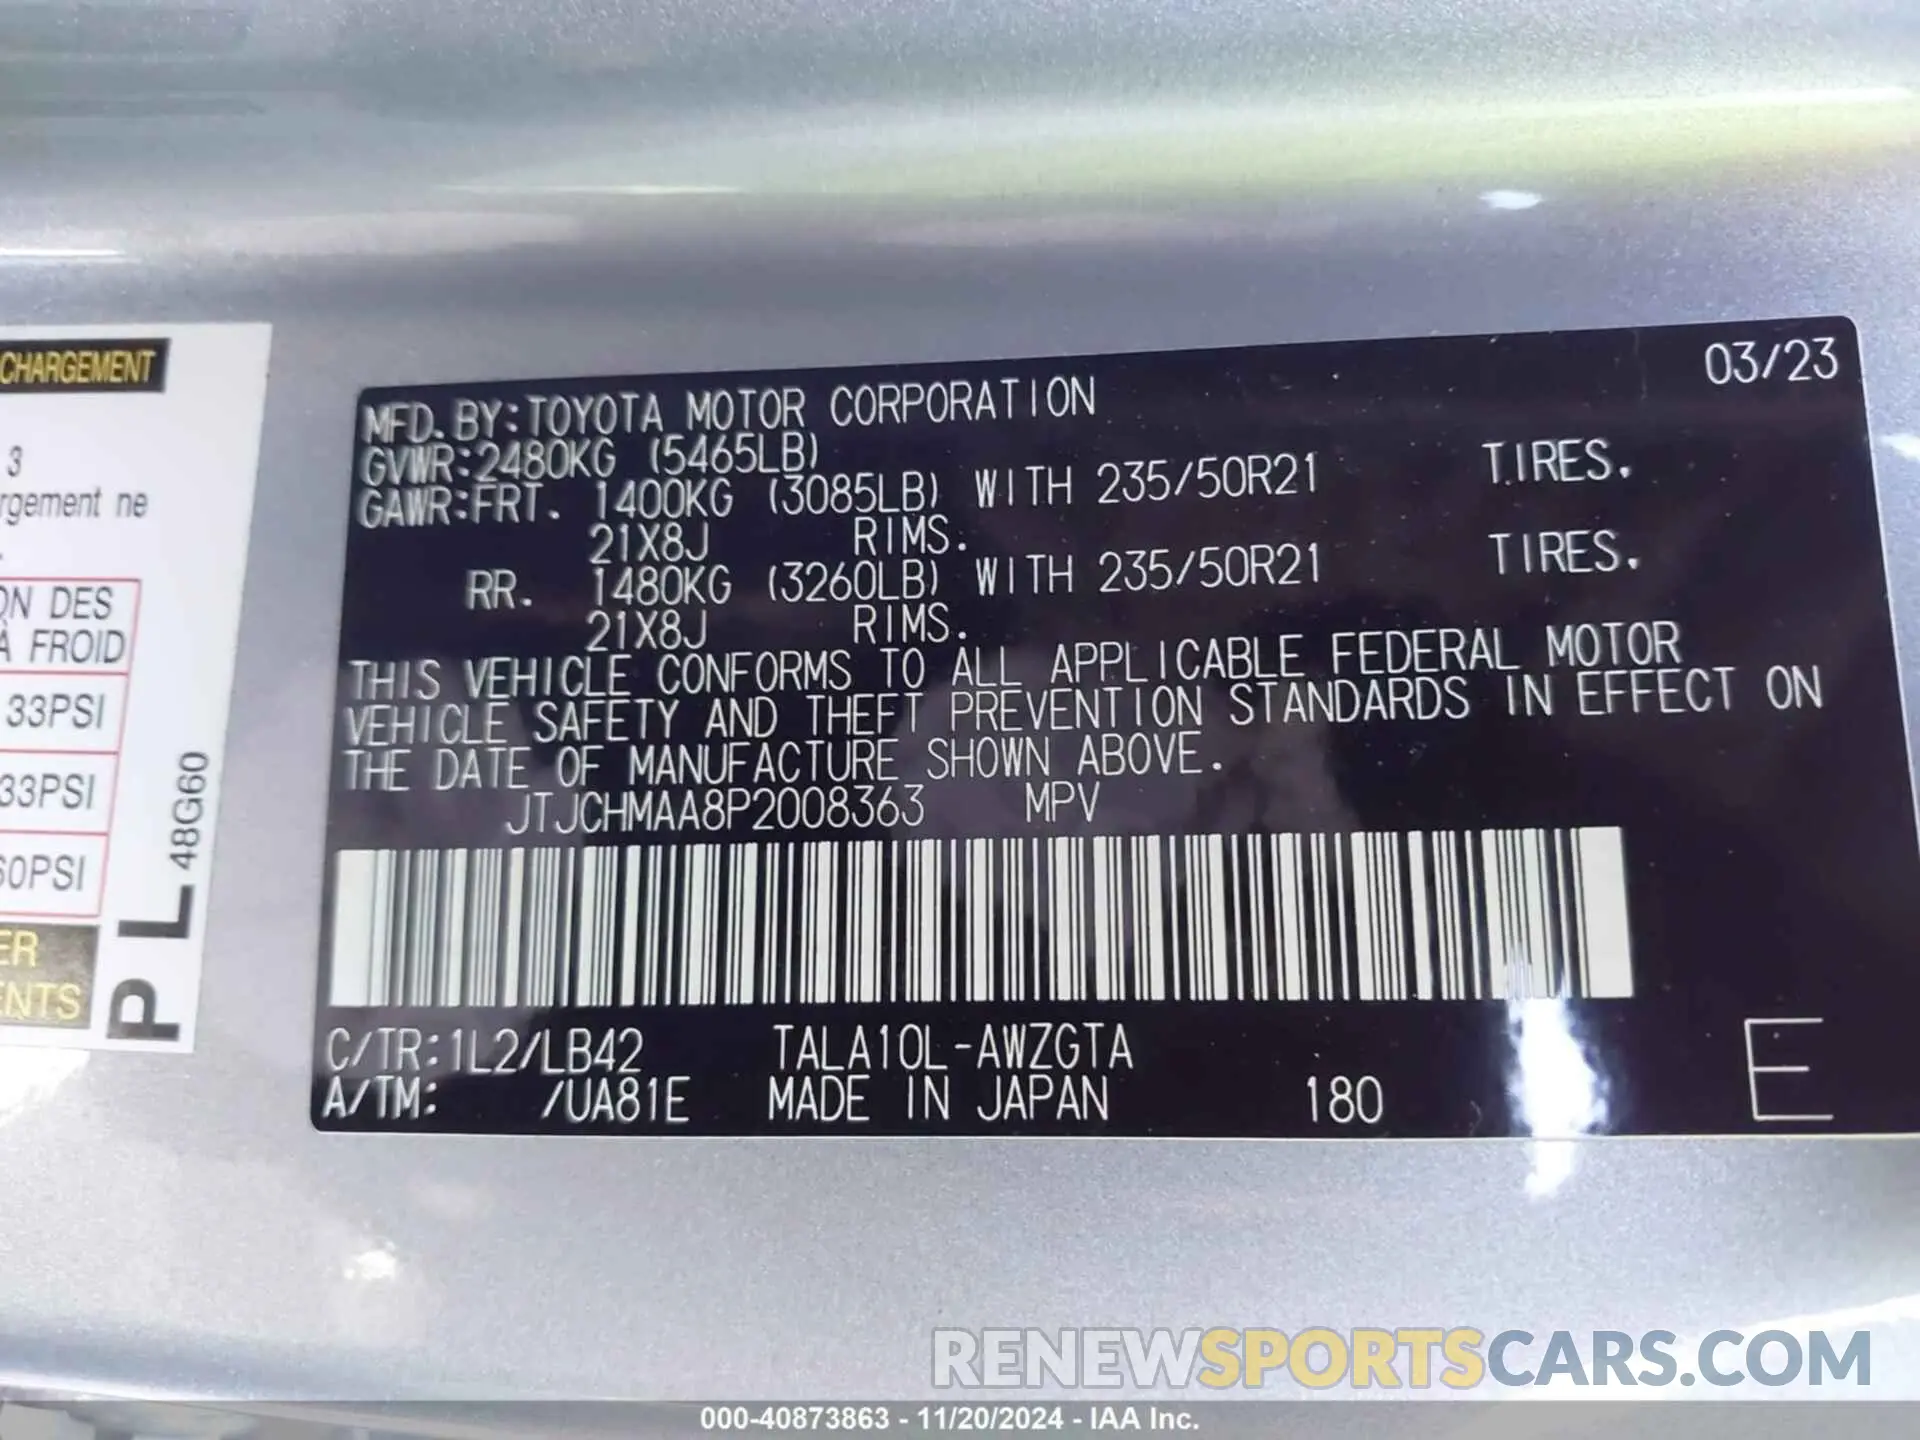 CHARGEMENT
3
rgement ne
ON DES
À FROID
33PSI
33PSI
60PSI
ER
ENTS
PL 48G60
03/23
MFD. BY: TOYOTA MOTOR CORPORATION
GVWR: 2480KG (5465LB)
GAWR: FRT. 1400KG (3085LB) WITH 235/50R21 TIRES.
21X8J RIMS.
RR. 1480KG (3260LB) WITH 235/50R21 TIRES.
21X8J RIMS.
THIS VEHICLE CONFORMS TO ALL APPLICABLE FEDERAL MOTOR
VEHICLE SAFETY AND THEFT PREVENTION STANDARDS IN EFFECT ON
THE DATE OF MANUFACTURE SHOWN ABOVE.
JTJCHMAA8P2008363 MPV
C/TR: 1L2/LB42 TALA10L-AWZGTA
A/TM: /UA81E MADE IN JAPAN 180 E
RENEWSPORTSCARS.COM
000-40873863 - 11/20/2024 - IAA Inc.